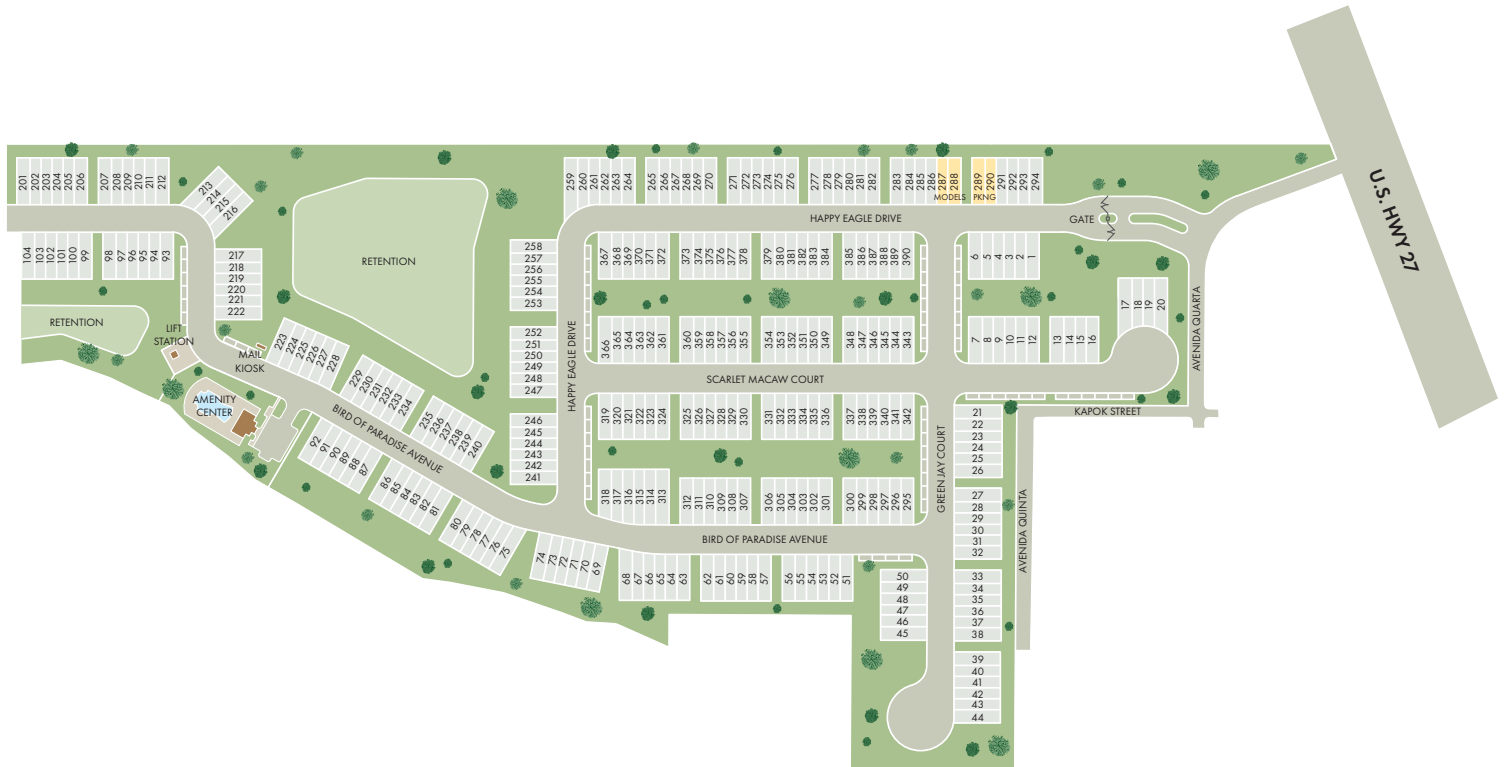 U.S. HWY 27
201 202 203 204 205 206
207 208 209 210 211 212
213 214 215 216
259 260 261 262 263 264
265 266 267 268 269 270
271 272 273 274 275 276
277 278 279 280 281 282
283 284 285 286 287 288
289 290 291 292 293 294
MODELS PKNG
HAPPY EAGLE DRIVE
GATE
104 103 102 101 100 99
98 97 96 95 94 93
217
218
219
220
221
222
RETENTION
258
257
256
255
254
253
367 368 369 370 371 372
373 374 375 376 377 378
379 380 381 382 383 384
385 386 387 388 389 390
6 5 4 3 2 1
17 18 19 20
AVENIDA QUARTA
RETENTION
LIFT
STATION
MAIL
KIOSK
223 224 225 226 227 228
252
251
250
249
248
247
HAPPY EAGLE DRIVE
366 365 364 363 362 361
360 359 358 357 356 355
354 353 352 351 350 349
348 347 346 345 344 343
7 8 9 10 11 12
13 14 15 16
SCARLET MACAW COURT
229 230 231 232 233 234
AMENITY
CENTER
BIRD OF PARADISE AVENUE
235 236 237 238 239 240
246
245
244
243
242
241
319 320 321 322 323 324
325 326 327 328 329 330
331 332 333 334 335 336
337 338 339 340 341 342
GREEN JAY COURT
21
22
23
24
25
26
KAPOK STREET
92 91 90 89 88 87
86 85 84 83 82 81
80 79 78 77 76 75
74 73 72 71 70 69
318 317 316 315 314 313
312 311 310 309 308 307
306 305 304 303 302 301
300 299 298 297 296 295
27
28
29
30
31
32
AVENIDA QUINTA
BIRD OF PARADISE AVENUE
68 67 66 65 64 63
62 61 60 59 58 57
56 55 54 53 52 51
50
49
48
47
46
45
33
34
35
36
37
38
39
40
41
42
43
44